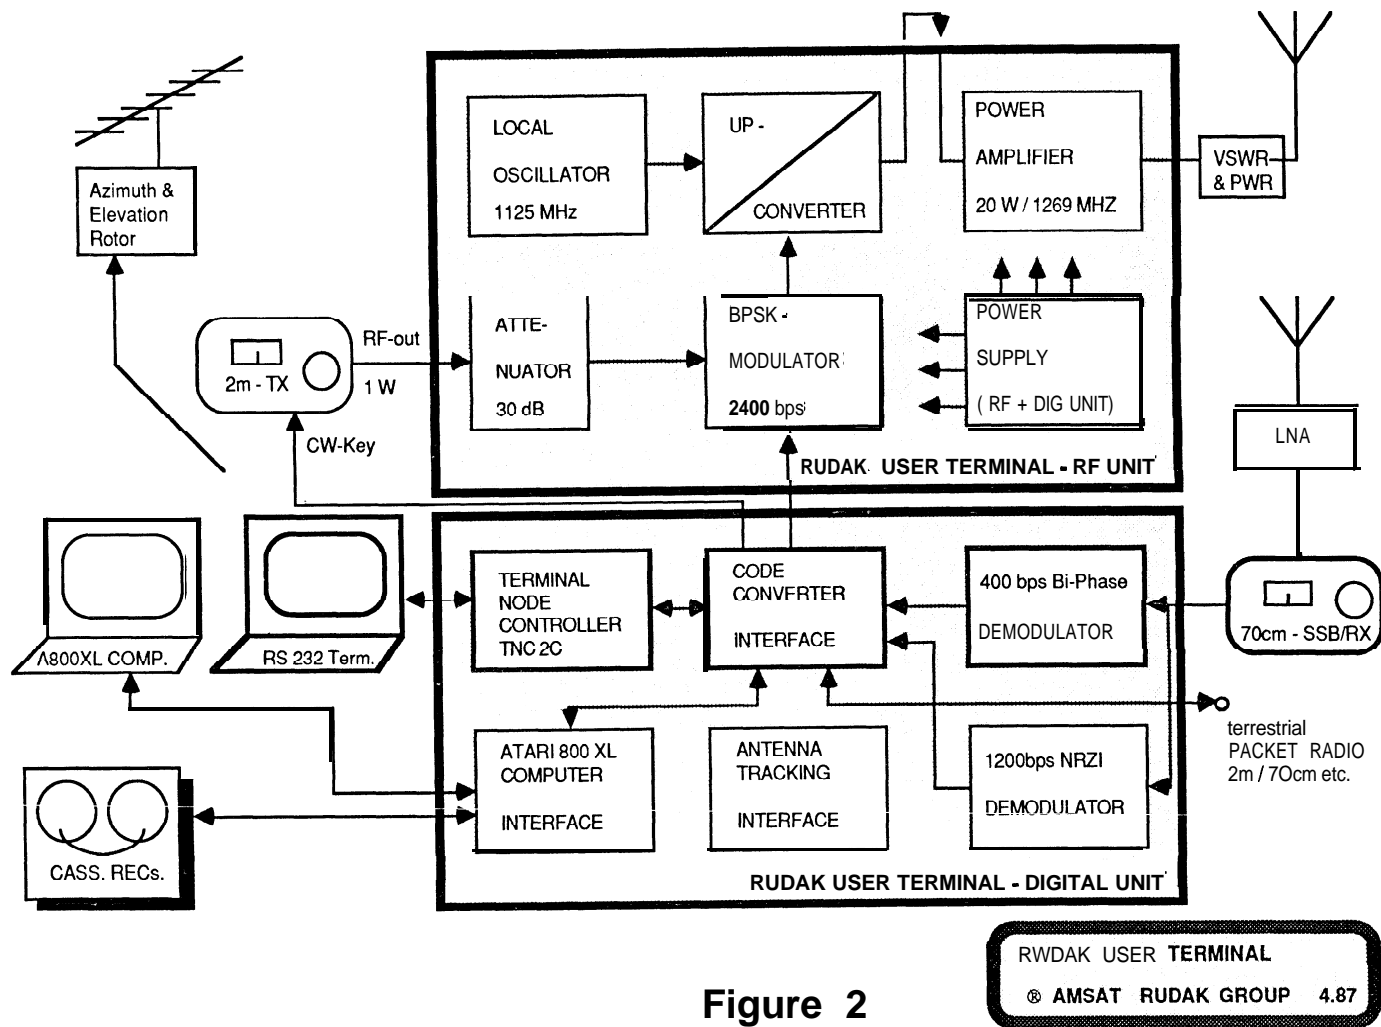 LOCAL
OSCILLATOR
1125 MHz
UP -
CONVERTER
POWER
AMPLIFIER
20 W / 1269 MHZ
VSWR
& PWR
Azimuth &
Elevation
Rotor
2m - TX
RF-out
1 W
CW-Key
ATTE-
NUATOR
30 dB
BPSK -
MODULATOR
2400 bps
POWER
SUPPLY
( RF + DIG UNIT)
RUDAK USER TERMINAL - RF UNIT
LNA
A800XL COMP.
RS 232 Term.
TERMINAL
NODE
CONTROLLER
TNC 2C
CODE
CONVERTER
INTERFACE
400 bps Bi-Phase
DEMODULATOR
70cm - SSB/RX
terrestrial
PACKET RADIO
2m / 70cm etc.
CASS. RECs.
ATARI 800 XL
COMPUTER
INTERFACE
ANTENNA
TRACKING
INTERFACE
1200bps NRZI
DEMODULATOR
RUDAK USER TERMINAL - DIGITAL UNIT
RWDAK USER TERMINAL
® AMSAT RUDAK GROUP 4.87
Figure 2